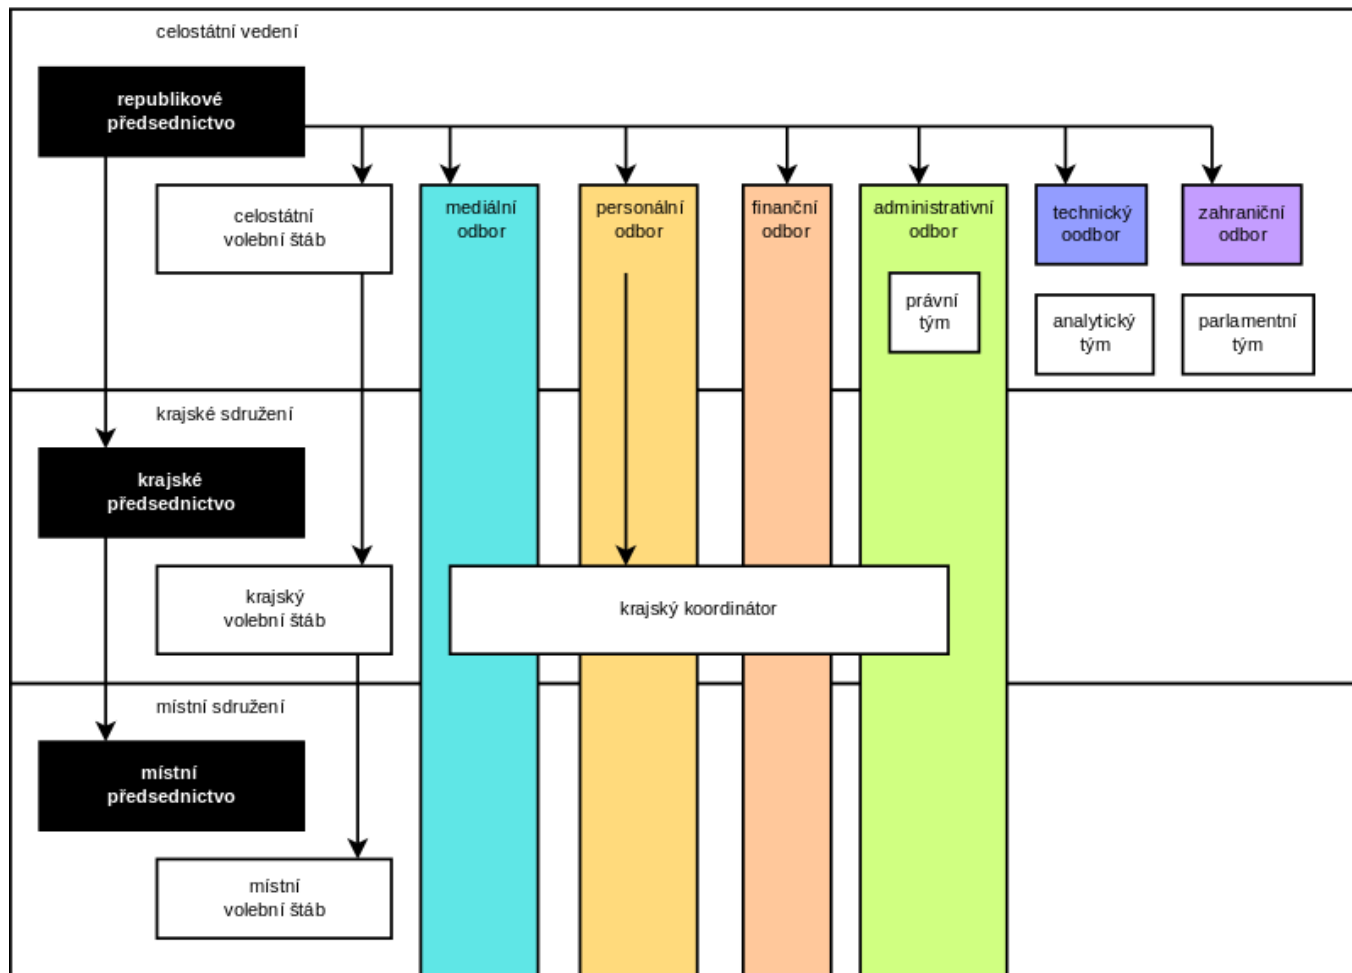 celostátní vedení
republikové
předsednictvo
celostátní
volební štáb
mediální
odbor
personální
odbor
finanční
odbor
administrativní
odbor
technický
oodbor
zahraniční
odbor
právní
tým
analytický
tým
parlamentní
tým
krajské sdružení
krajské
předsednictvo
krajský
volební štáb
krajský koordinátor
místní sdružení
místní
předsednictvo
místní
volební štáb